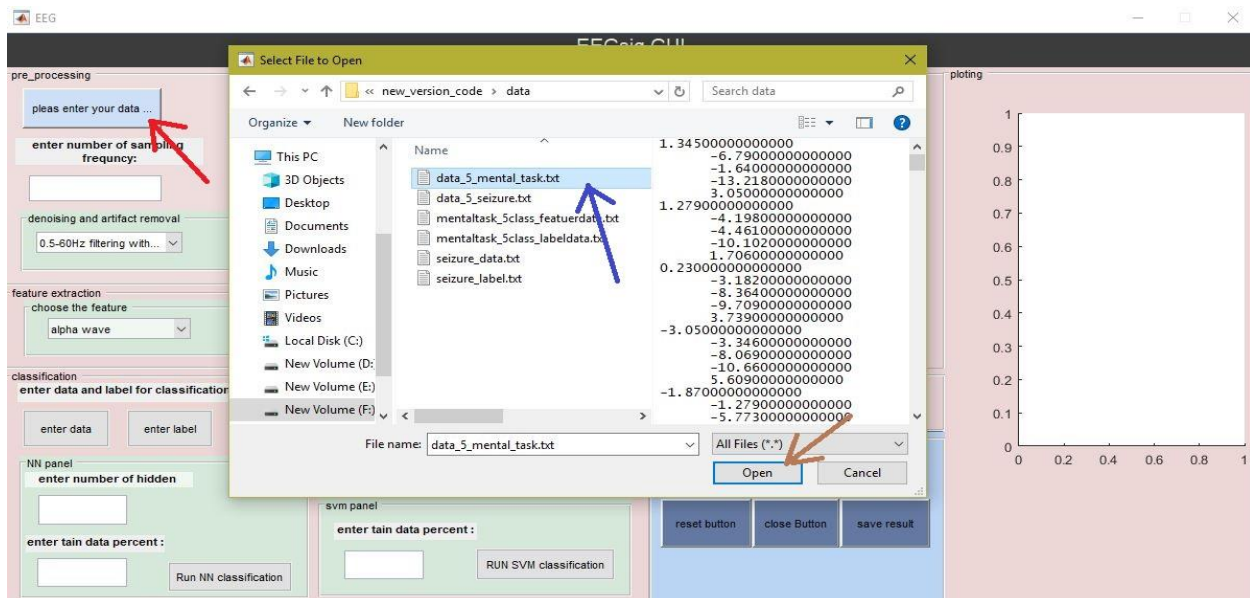 EEG
EEGsig GUI
Select File to Open
« new_version_code > data
Search data
Organize
New folder
This PC
3D Objects
Desktop
Documents
Downloads
Music
Pictures
Videos
Local Disk (C:)
New Volume (D:
New Volume (E:)
New Volume (F:)
Name
data_5_mental_task.txt
data_5_seizure.txt
mentaltask_5class_featuerdata.txt
mentaltask_5class_labeldata.txt
seizure_data.txt
seizure_label.txt
1.34500000000000
-6.79000000000000
-1.64000000000000
-13.2180000000000
3.05000000000000
1.27900000000000
-4.19800000000000
-4.46100000000000
-10.1020000000000
1.70600000000000
0.230000000000000
-3.18200000000000
-8.36400000000000
-9.70900000000000
3.73900000000000
-3.05000000000000
-3.34600000000000
-8.06900000000000
-10.6600000000000
5.60900000000000
-1.87000000000000
-1.27900000000000
-5.77300000000000
File name:
data_5_mental_task.txt
All Files (*.*)
Open
Cancel
pre_processing
pleas enter your data ...
enter number of sampling
frequncy:
denoising and artifact removal
0.5-60Hz filtering with...
feature extraction
choose the feature
alpha wave
classification
enter data and label for classification
enter data
enter label
NN panel
enter number of hidden
enter tain data percent :
Run NN classification
svm panel
enter tain data percent :
RUN SVM classification
reset button
close Button
save result
ploting
1
0.9
0.8
0.7
0.6
0.5
0.4
0.3
0.2
0.1
0
0 0.2 0.4 0.6 0.8 1